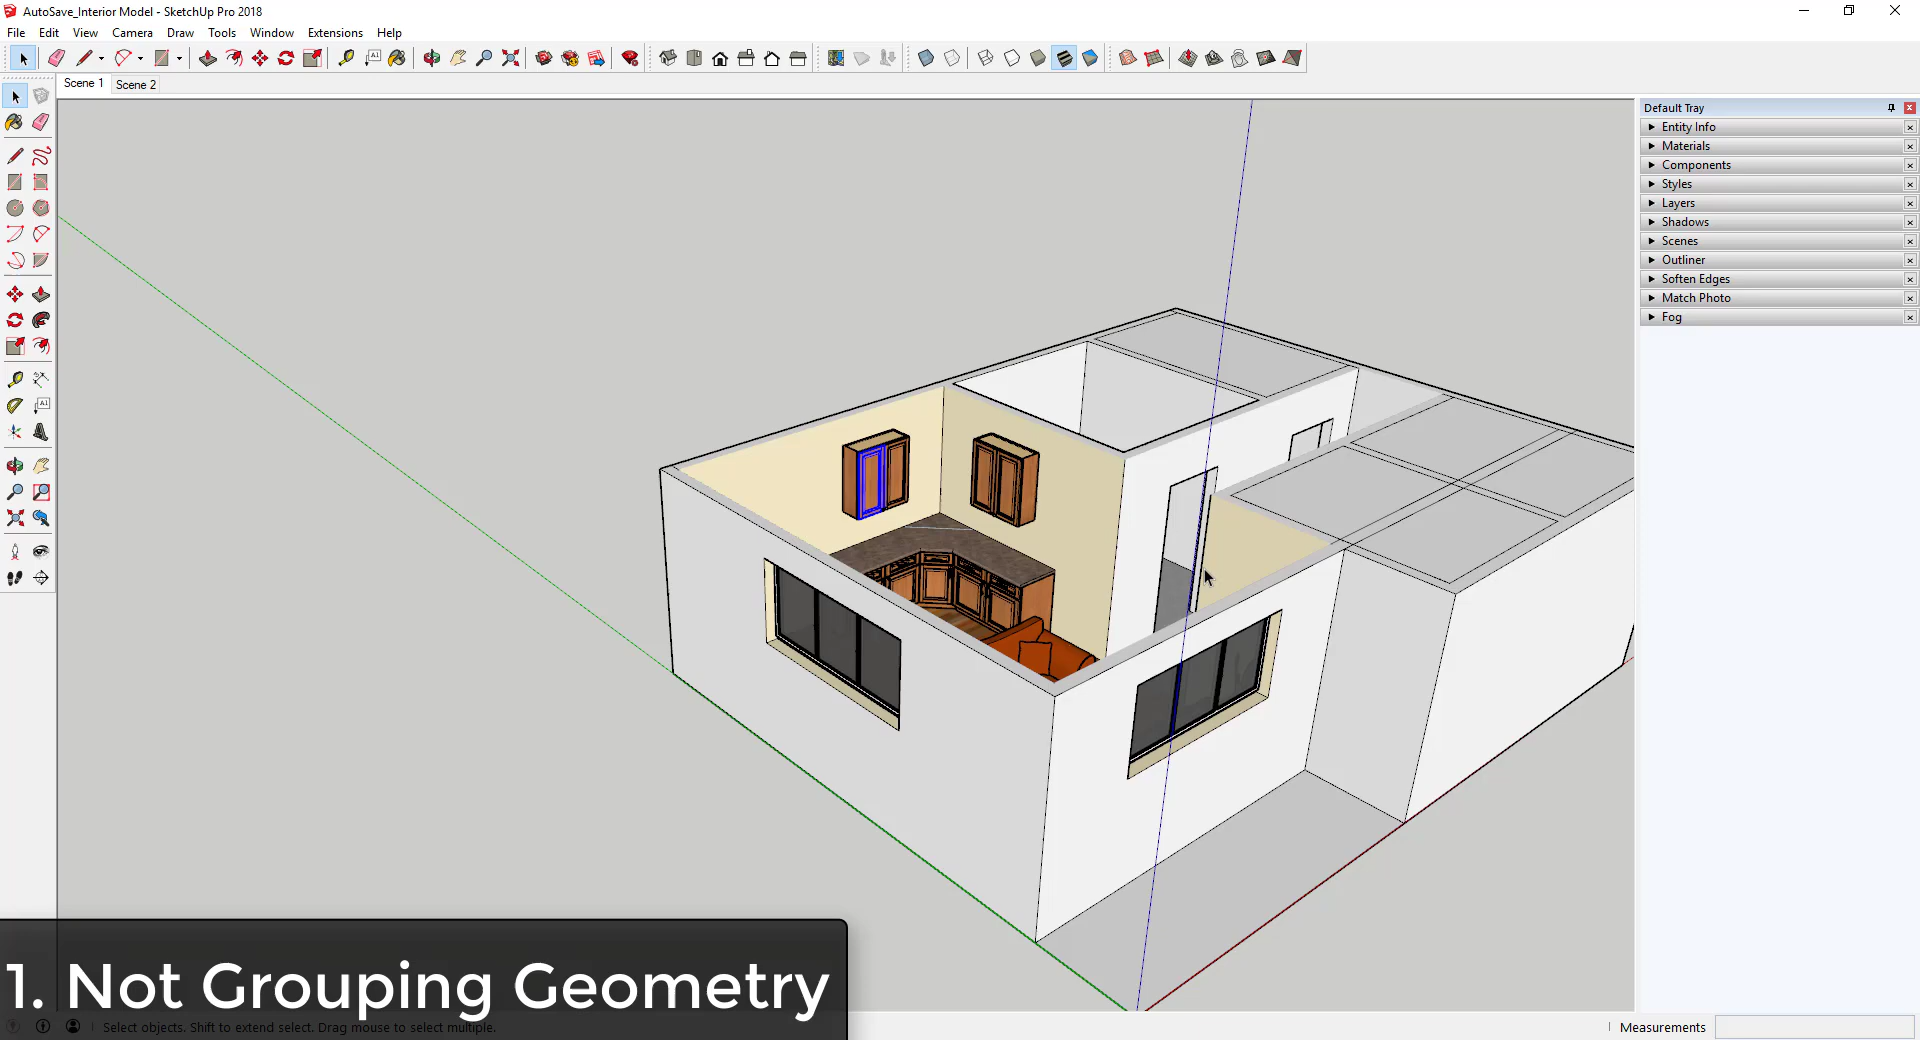 AutoSave_Interior Model - SketchUp Pro 2018
File Edit View Camera Draw Tools Window Extensions Help
Scene 1 Scene 2
Default Tray
Entity Info
Materials
Components
Styles
Layers
Shadows
Scenes
Outliner
Soften Edges
Match Photo
Fog
1. Not Grouping Geometry
Select objects. Shift to extend select. Drag mouse to select multiple.
Measurements